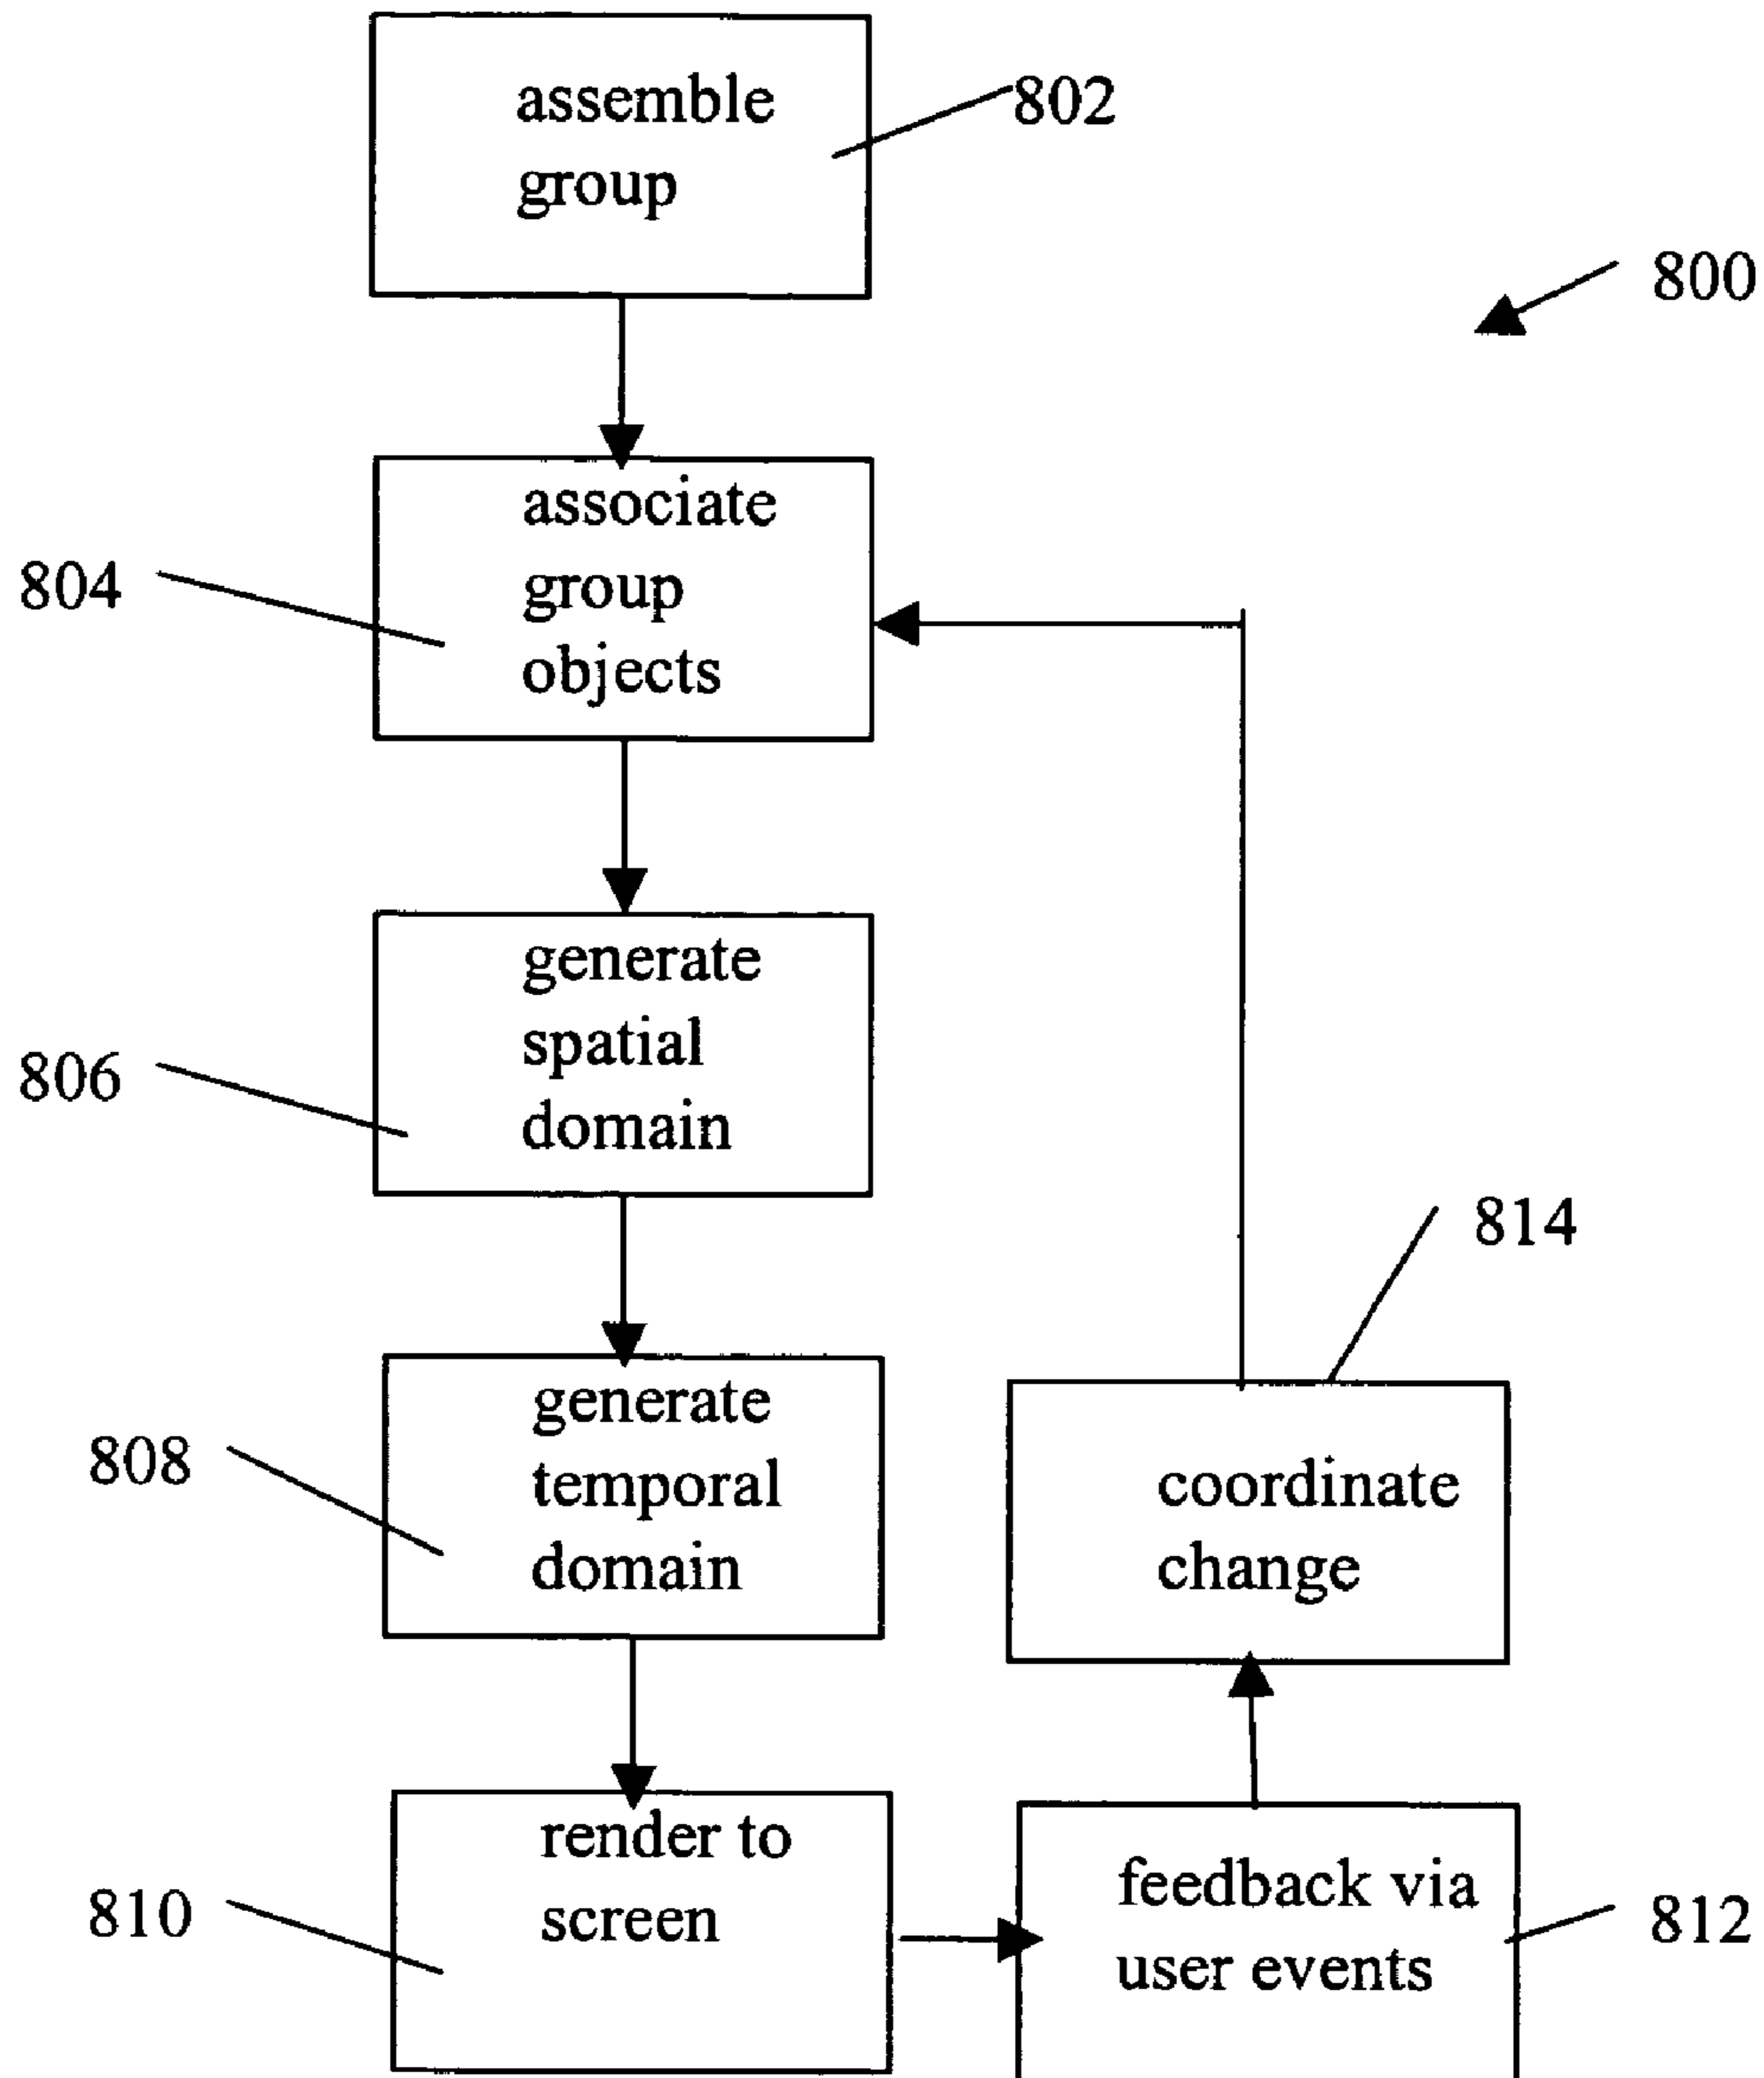 assemble
group
802
800
associate
group
objects
804
generate
spatial
domain
806
814
generate
temporal
domain
808
coordinate
change
render to
screen
810
feedback via
user events
812